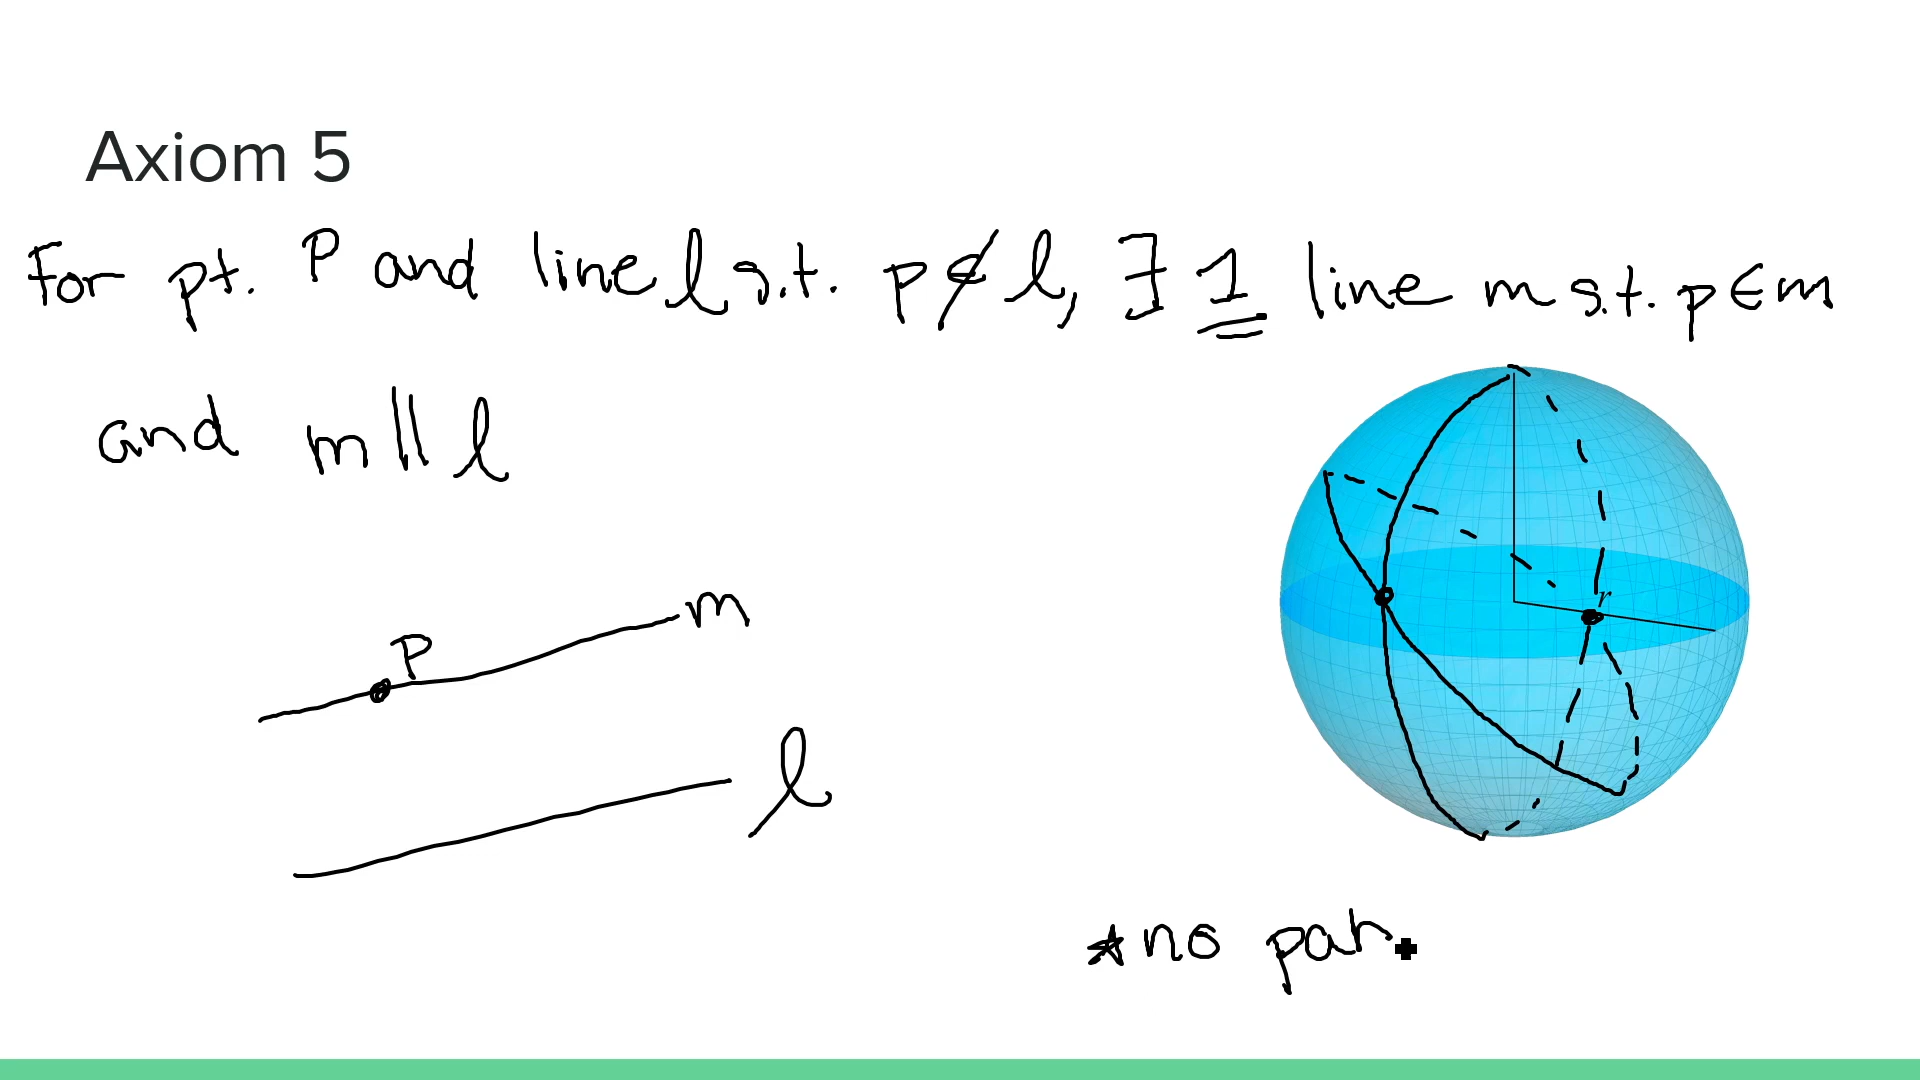 Axiom 5
For pt. P and line l s.t. p∉l, ∃ 1 line m s.t. p∈m
and m || l
m
P
l
r
*no par